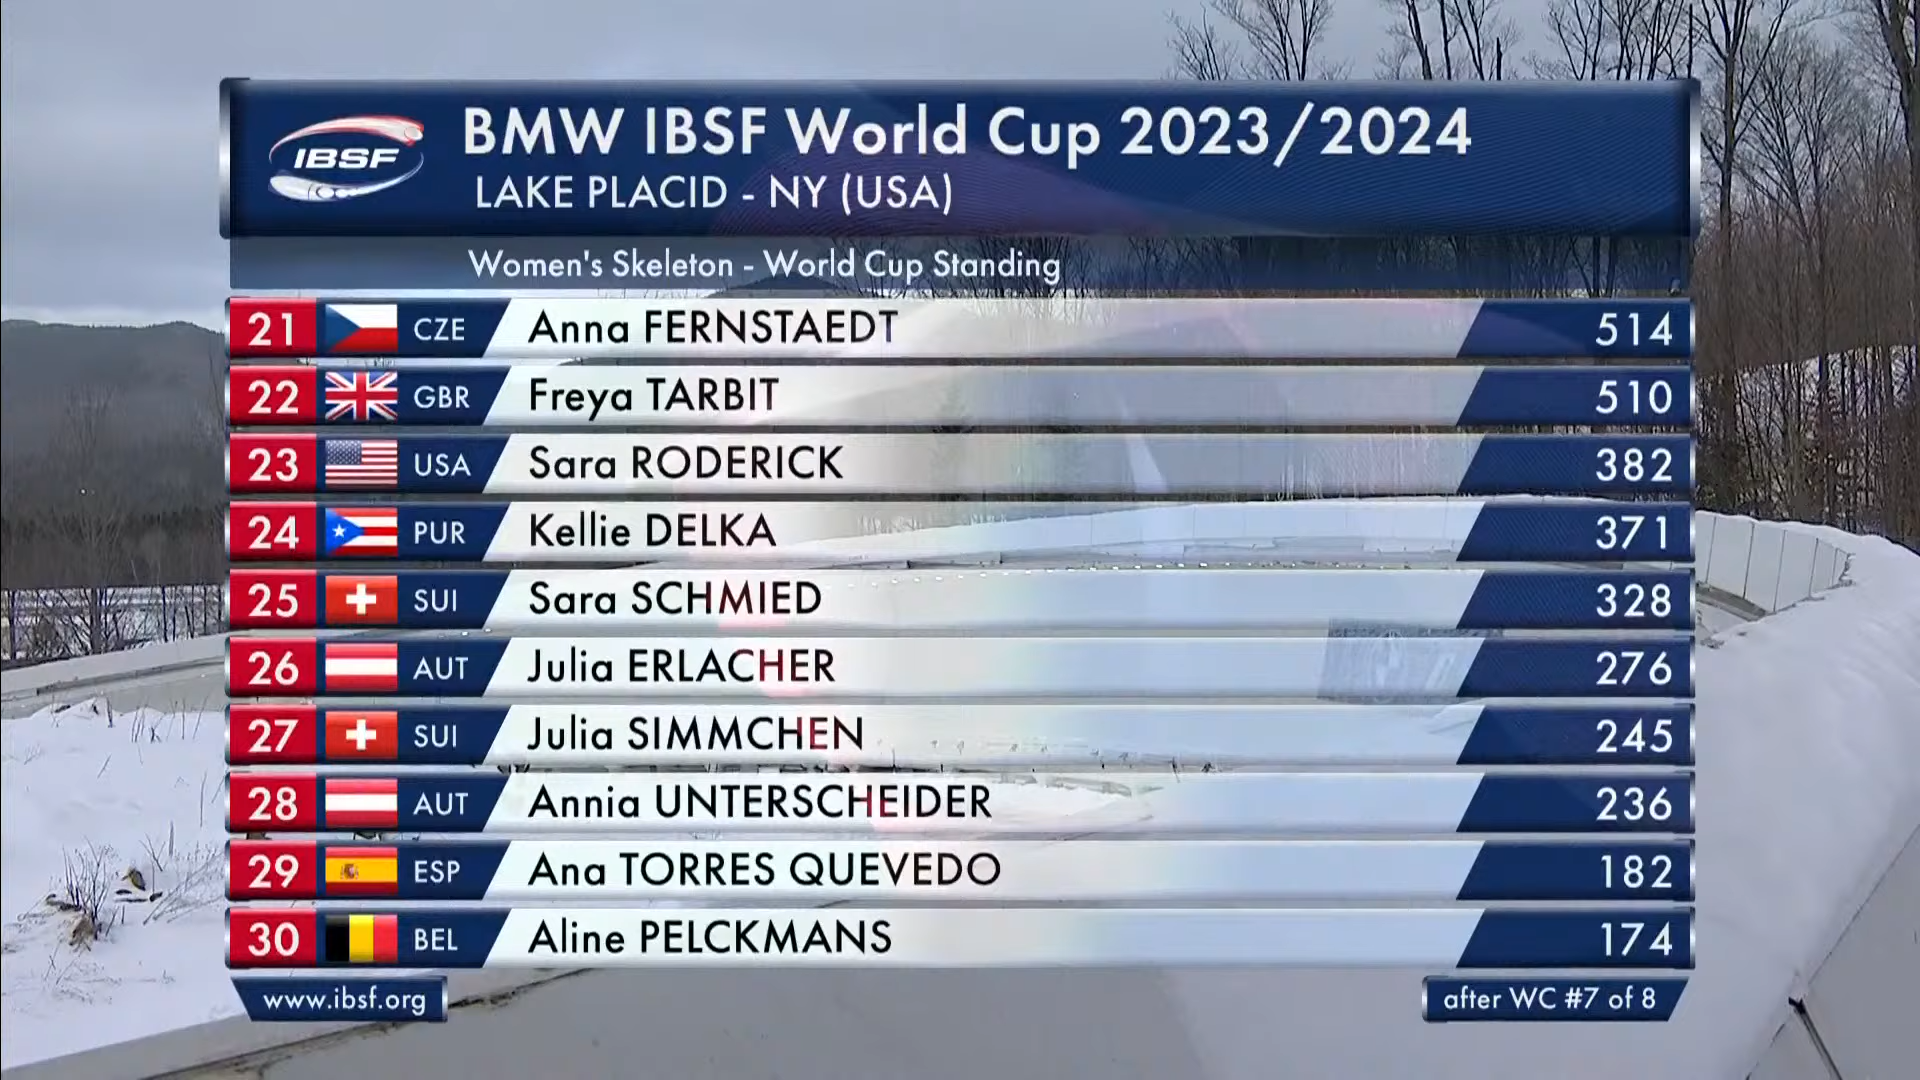 IBSF
BMW IBSF World Cup 2023/2024
LAKE PLACID - NY (USA)
Women's Skeleton - World Cup Standing
21 CZE Anna FERNSTAEDT 514
22 GBR Freya TARBIT 510
23 USA Sara RODERICK 382
24 PUR Kellie DELKA 371
25 SUI Sara SCHMIED 328
26 AUT Julia ERLACHER 276
27 SUI Julia SIMMCHEN 245
28 AUT Annia UNTERSCHEIDER 236
29 ESP Ana TORRES QUEVEDO 182
30 BEL Aline PELCKMANS 174
www.ibsf.org
after WC #7 of 8